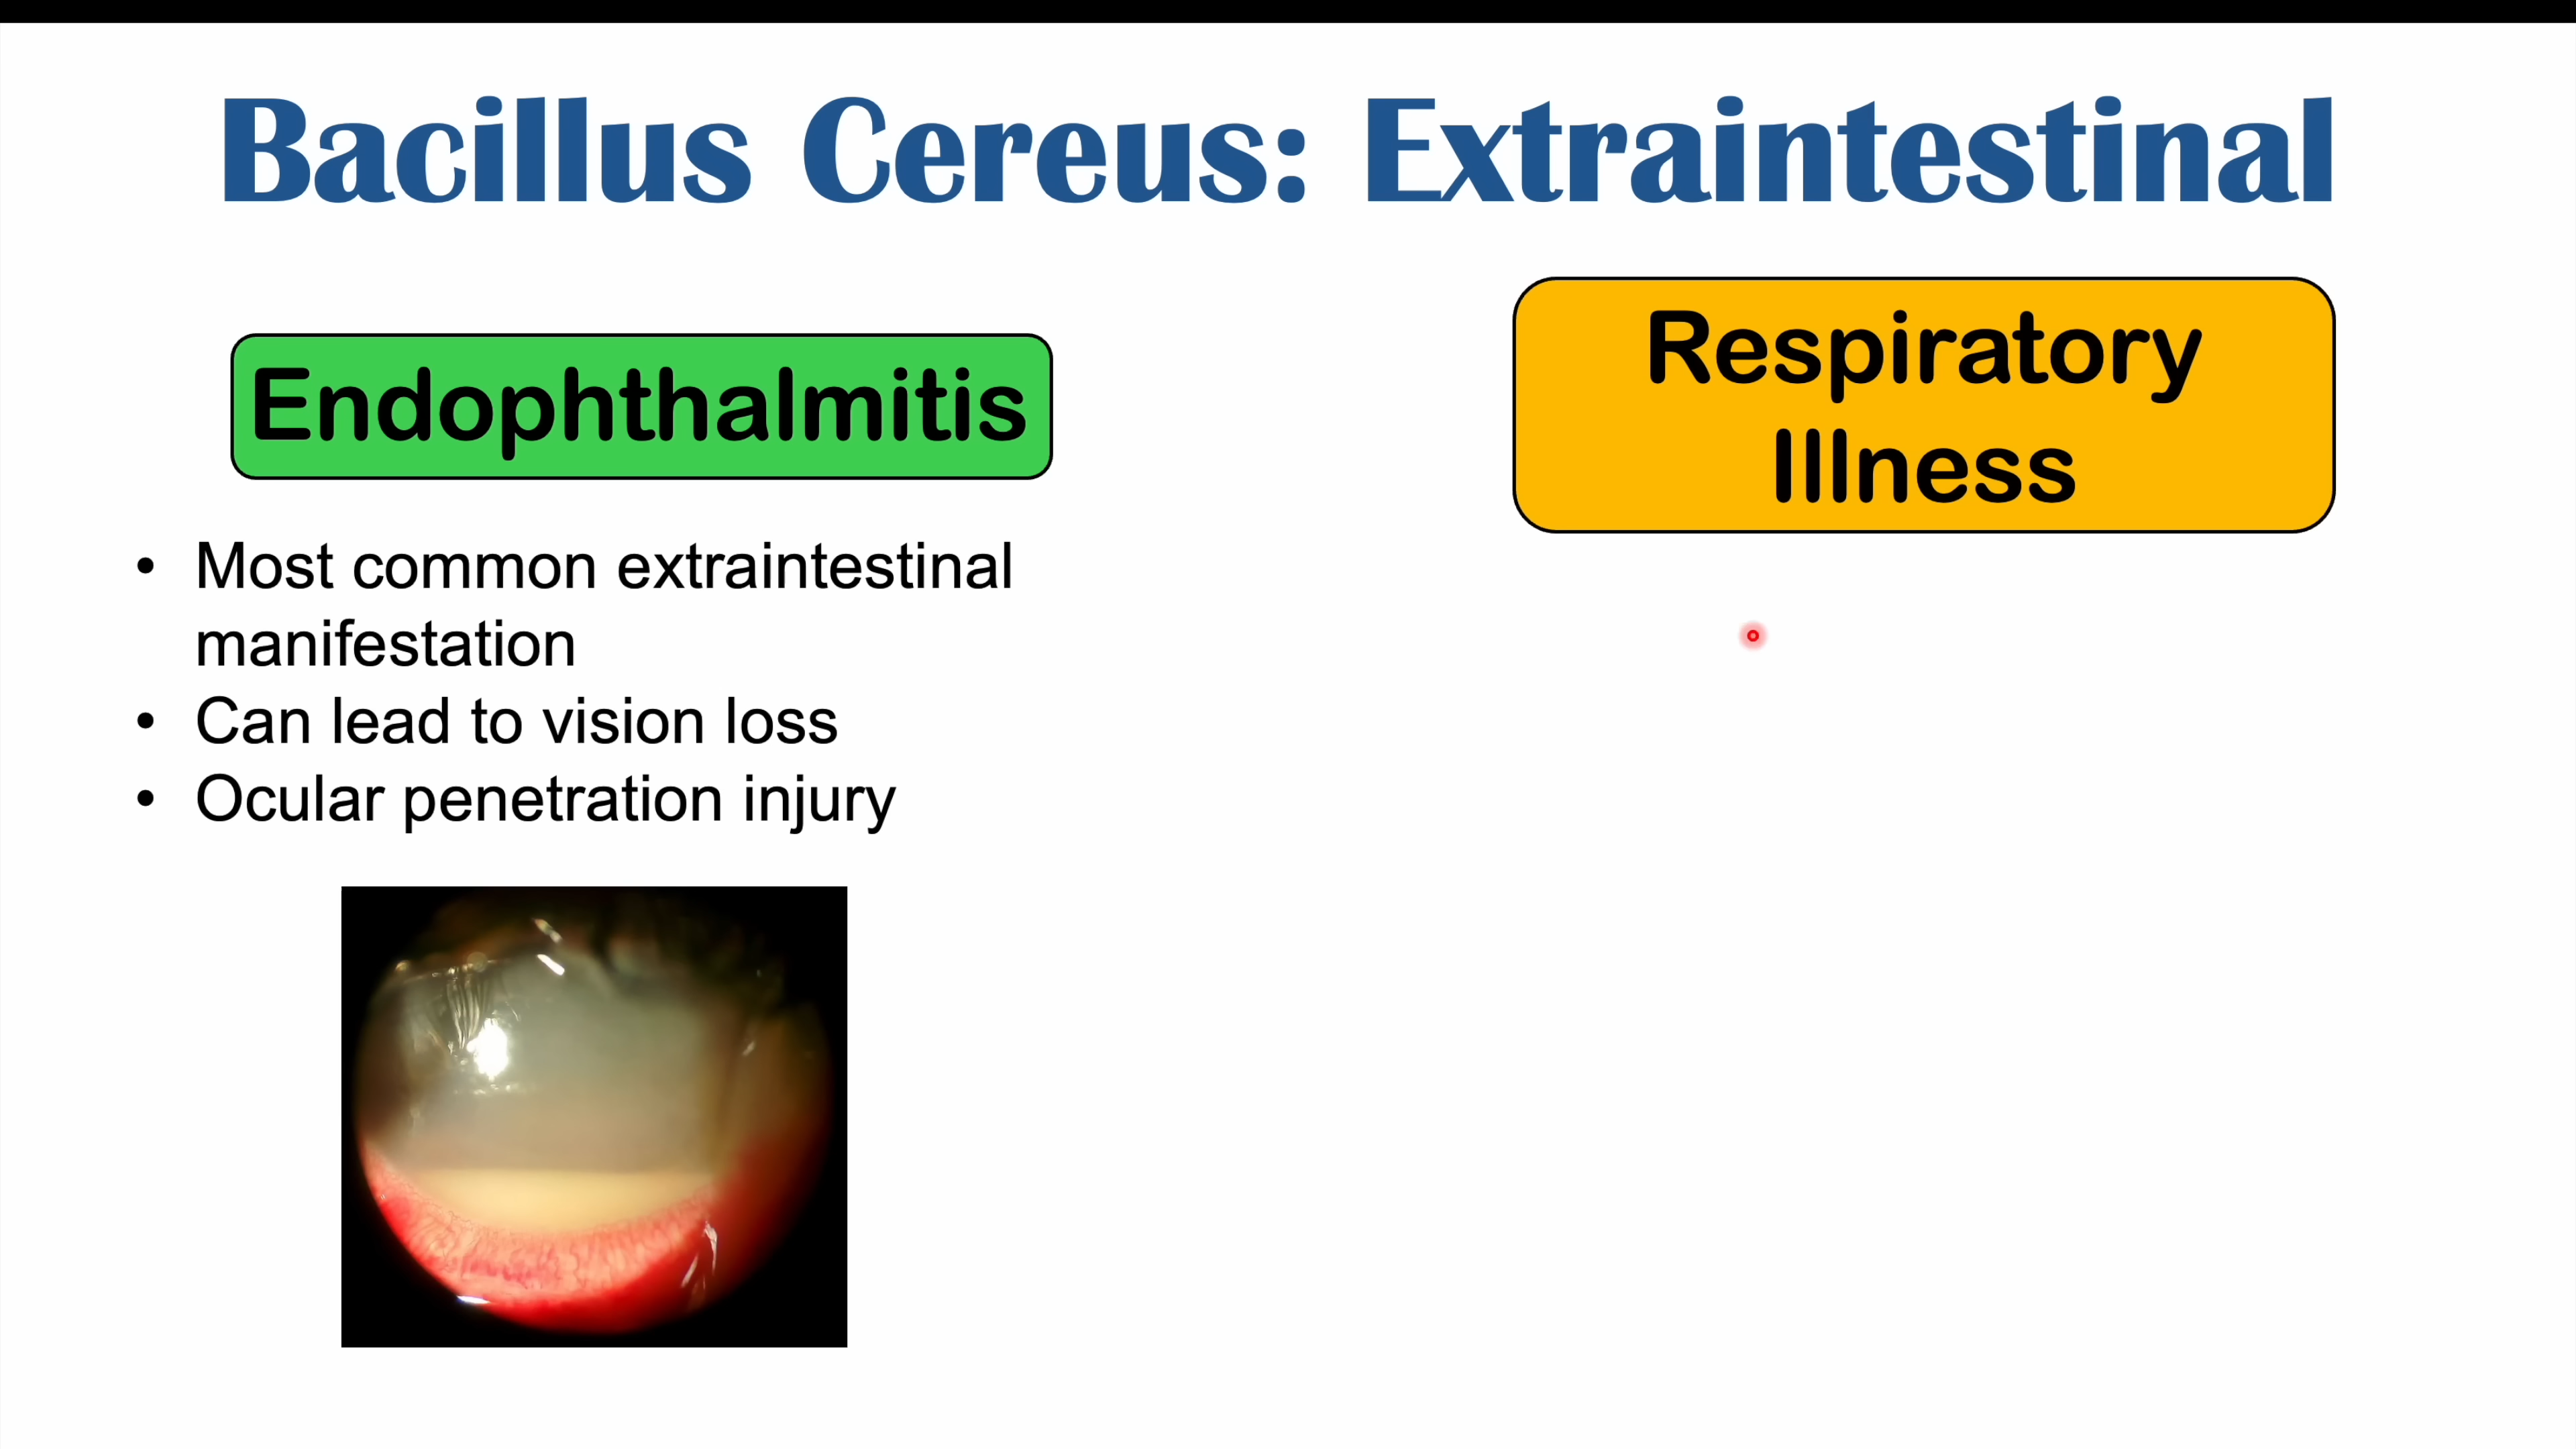 Bacillus Cereus: Extraintestinal
Endophthalmitis
• Most common extraintestinal
manifestation
• Can lead to vision loss
• Ocular penetration injury
Respiratory
Illness